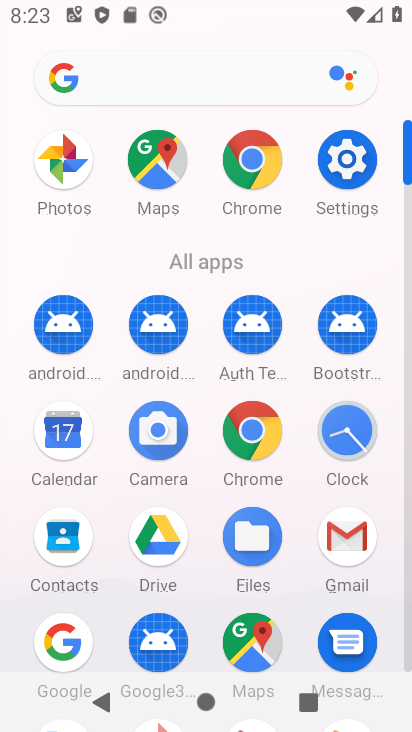 8:23
Photos Maps Chrome Settings
All apps
android.... android.... Auth Te... Bootstr...
Calendar Camera Chrome Clock
Contacts Drive Files Gmail
Google Google3... Maps Messag...